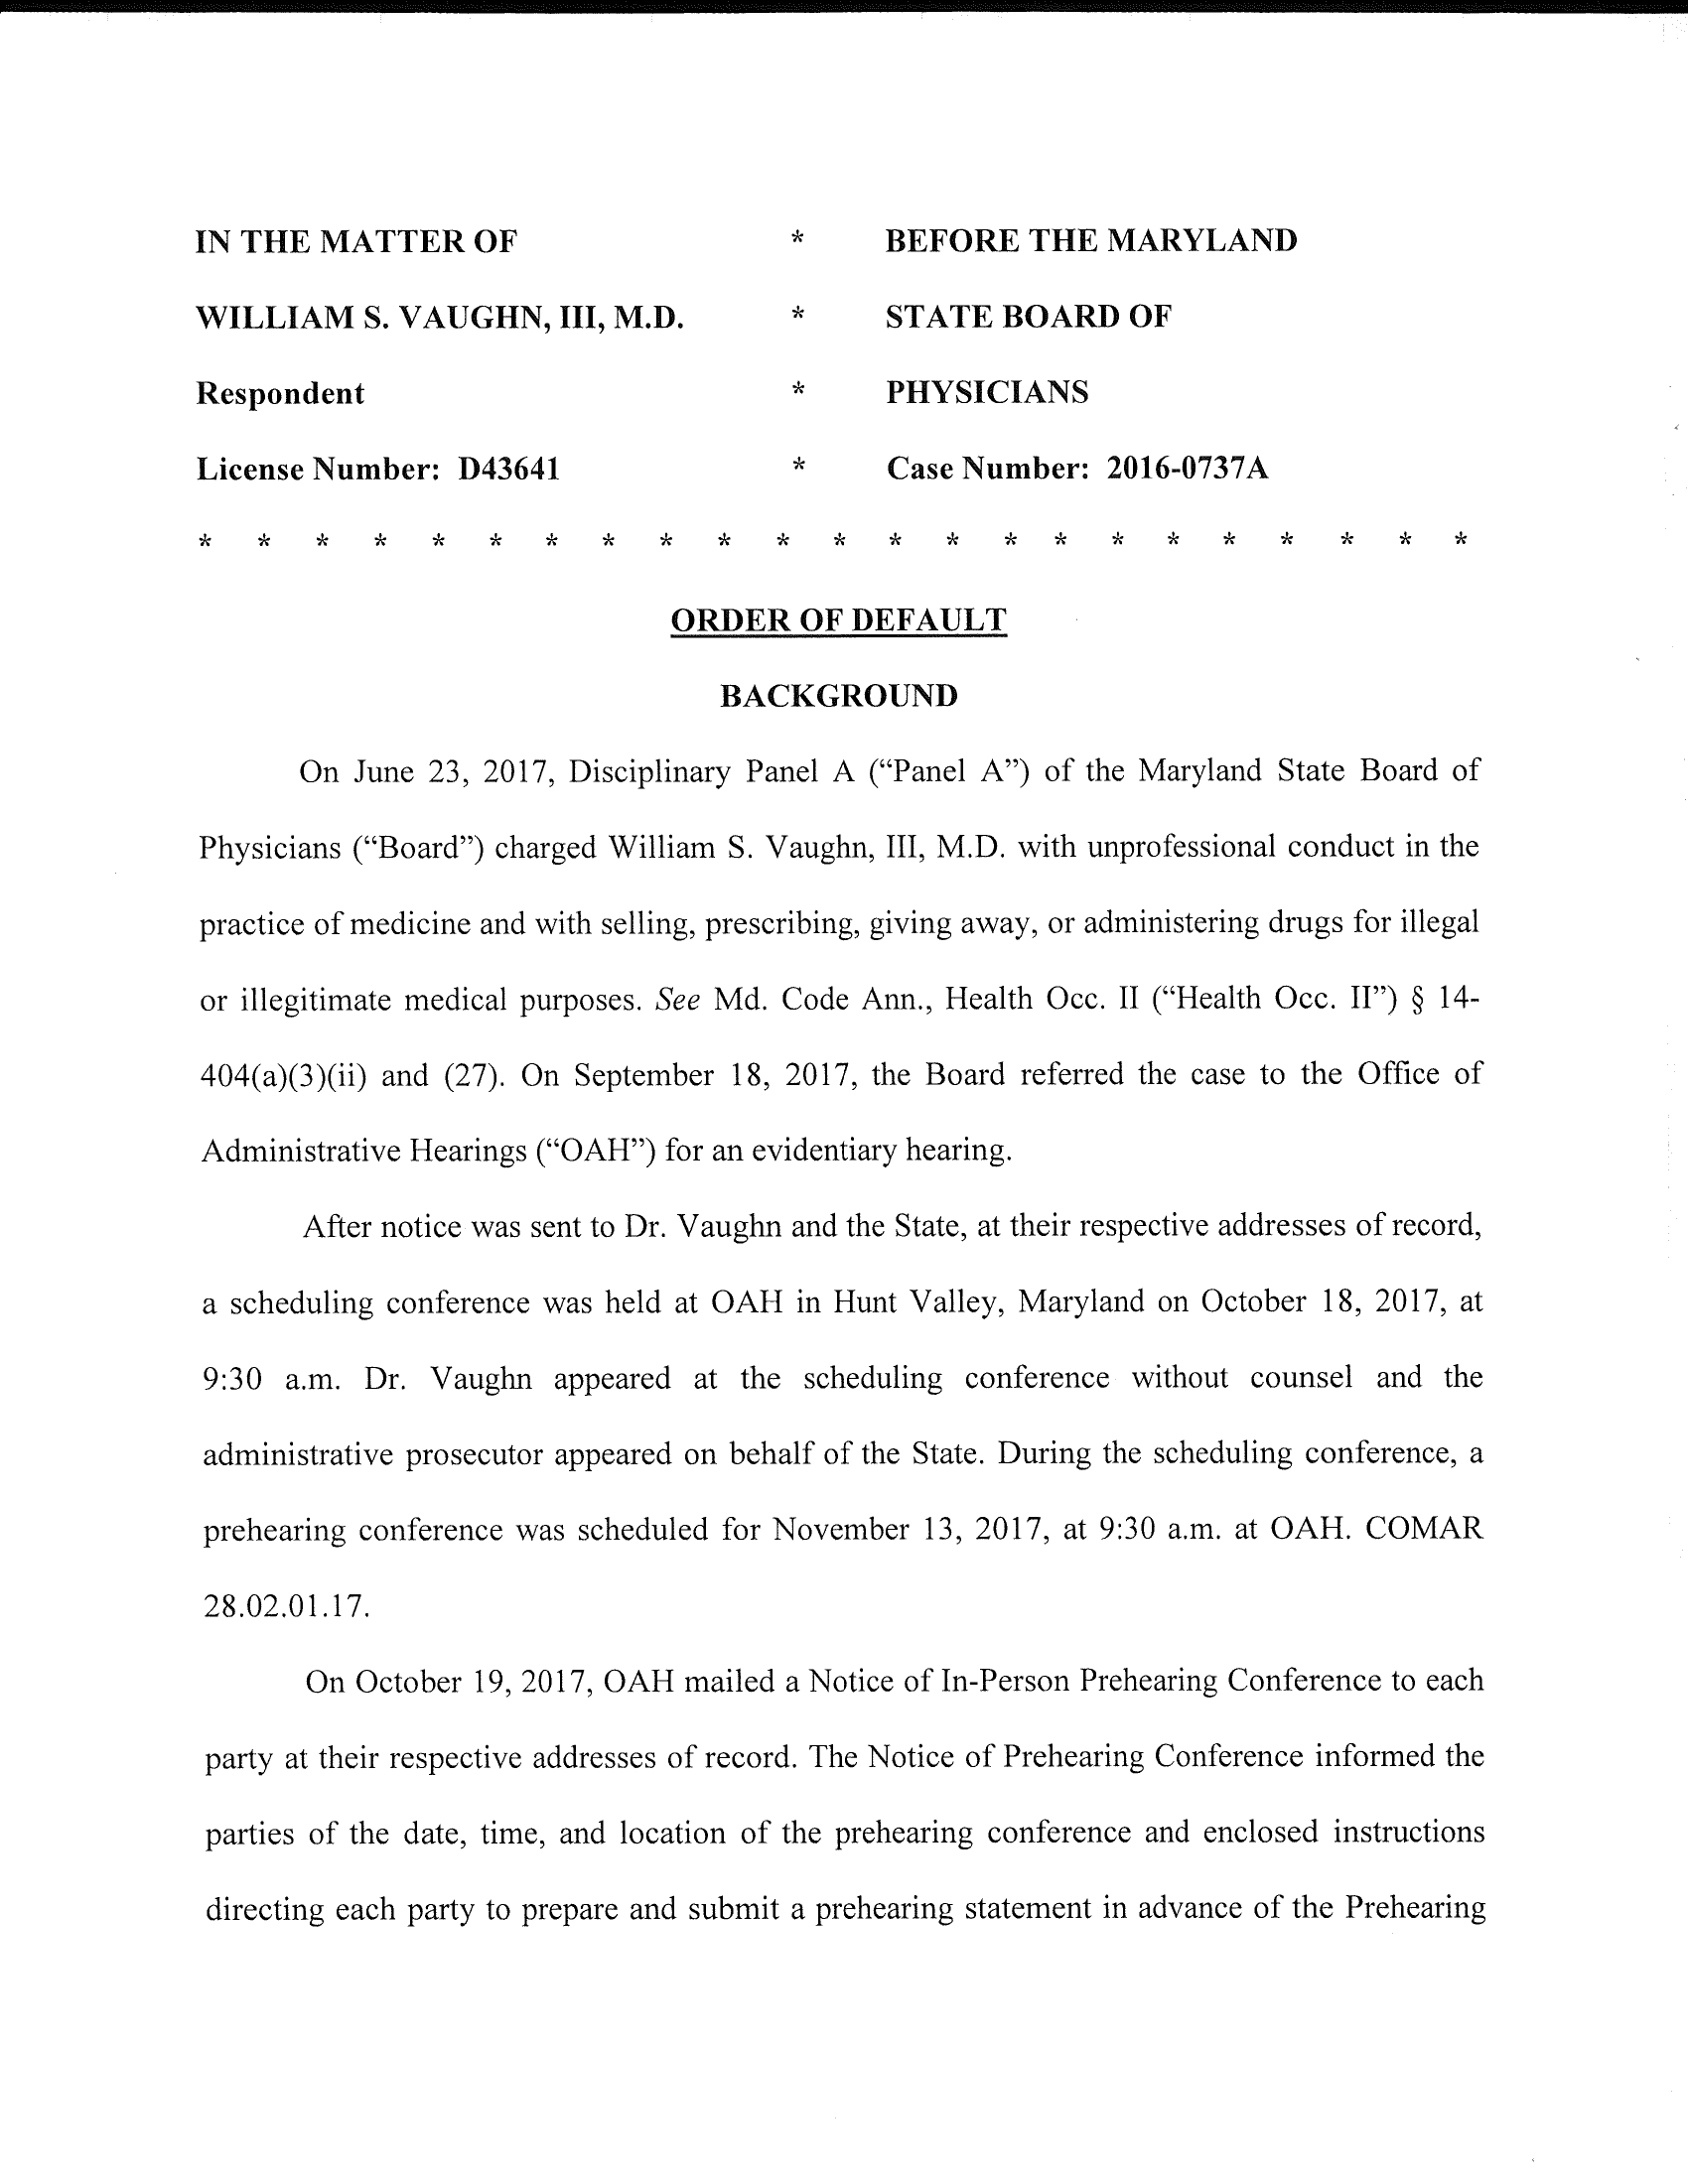 IN THE MATTER OF * BEFORE THE MARYLAND
WILLIAM S. VAUGHN, III, M.D. * STATE BOARD OF
Respondent * PHYSICIANS
License Number: D43641 * Case Number: 2016-0737A
* * * * * * * * * * * * * * * * * * * * * * *
ORDER OF DEFAULT
BACKGROUND
On June 23, 2017, Disciplinary Panel A (“Panel A”) of the Maryland State Board of
Physicians (“Board”) charged William S. Vaughn, III, M.D. with unprofessional conduct in the
practice of medicine and with selling, prescribing, giving away, or administering drugs for illegal
or illegitimate medical purposes. See Md. Code Ann., Health Occ. II (“Health Occ. II”) § 14-
404(a)(3)(ii) and (27). On September 18, 2017, the Board referred the case to the Office of
Administrative Hearings (“OAH”) for an evidentiary hearing.
After notice was sent to Dr. Vaughn and the State, at their respective addresses of record,
a scheduling conference was held at OAH in Hunt Valley, Maryland on October 18, 2017, at
9:30 a.m. Dr. Vaughn appeared at the scheduling conference without counsel and the
administrative prosecutor appeared on behalf of the State. During the scheduling conference, a
prehearing conference was scheduled for November 13, 2017, at 9:30 a.m. at OAH. COMAR
28.02.01.17.
On October 19, 2017, OAH mailed a Notice of In-Person Prehearing Conference to each
party at their respective addresses of record. The Notice of Prehearing Conference informed the
parties of the date, time, and location of the prehearing conference and enclosed instructions
directing each party to prepare and submit a prehearing statement in advance of the Prehearing